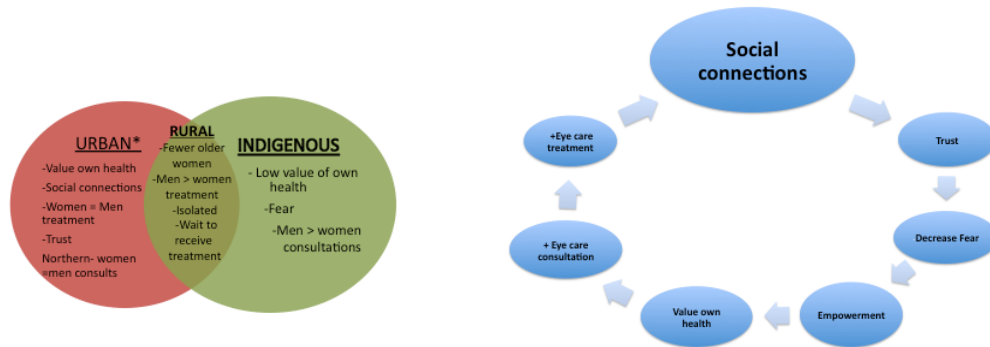 URBAN*
-Value own health
-Social connections
-Women = Men
treatment
-Trust
Northern- women
=men consults
RURAL
-Fewer older
women
-Men > women
treatment
-Isolated
-Wait to
receive
treatment
INDIGENOUS
- Low value of own
health
-Fear
-Men > women
consultations
Social
connections
Trust
Decrease Fear
Empowerment
Value own
health
+ Eye care
consultation
+Eye care
treatment